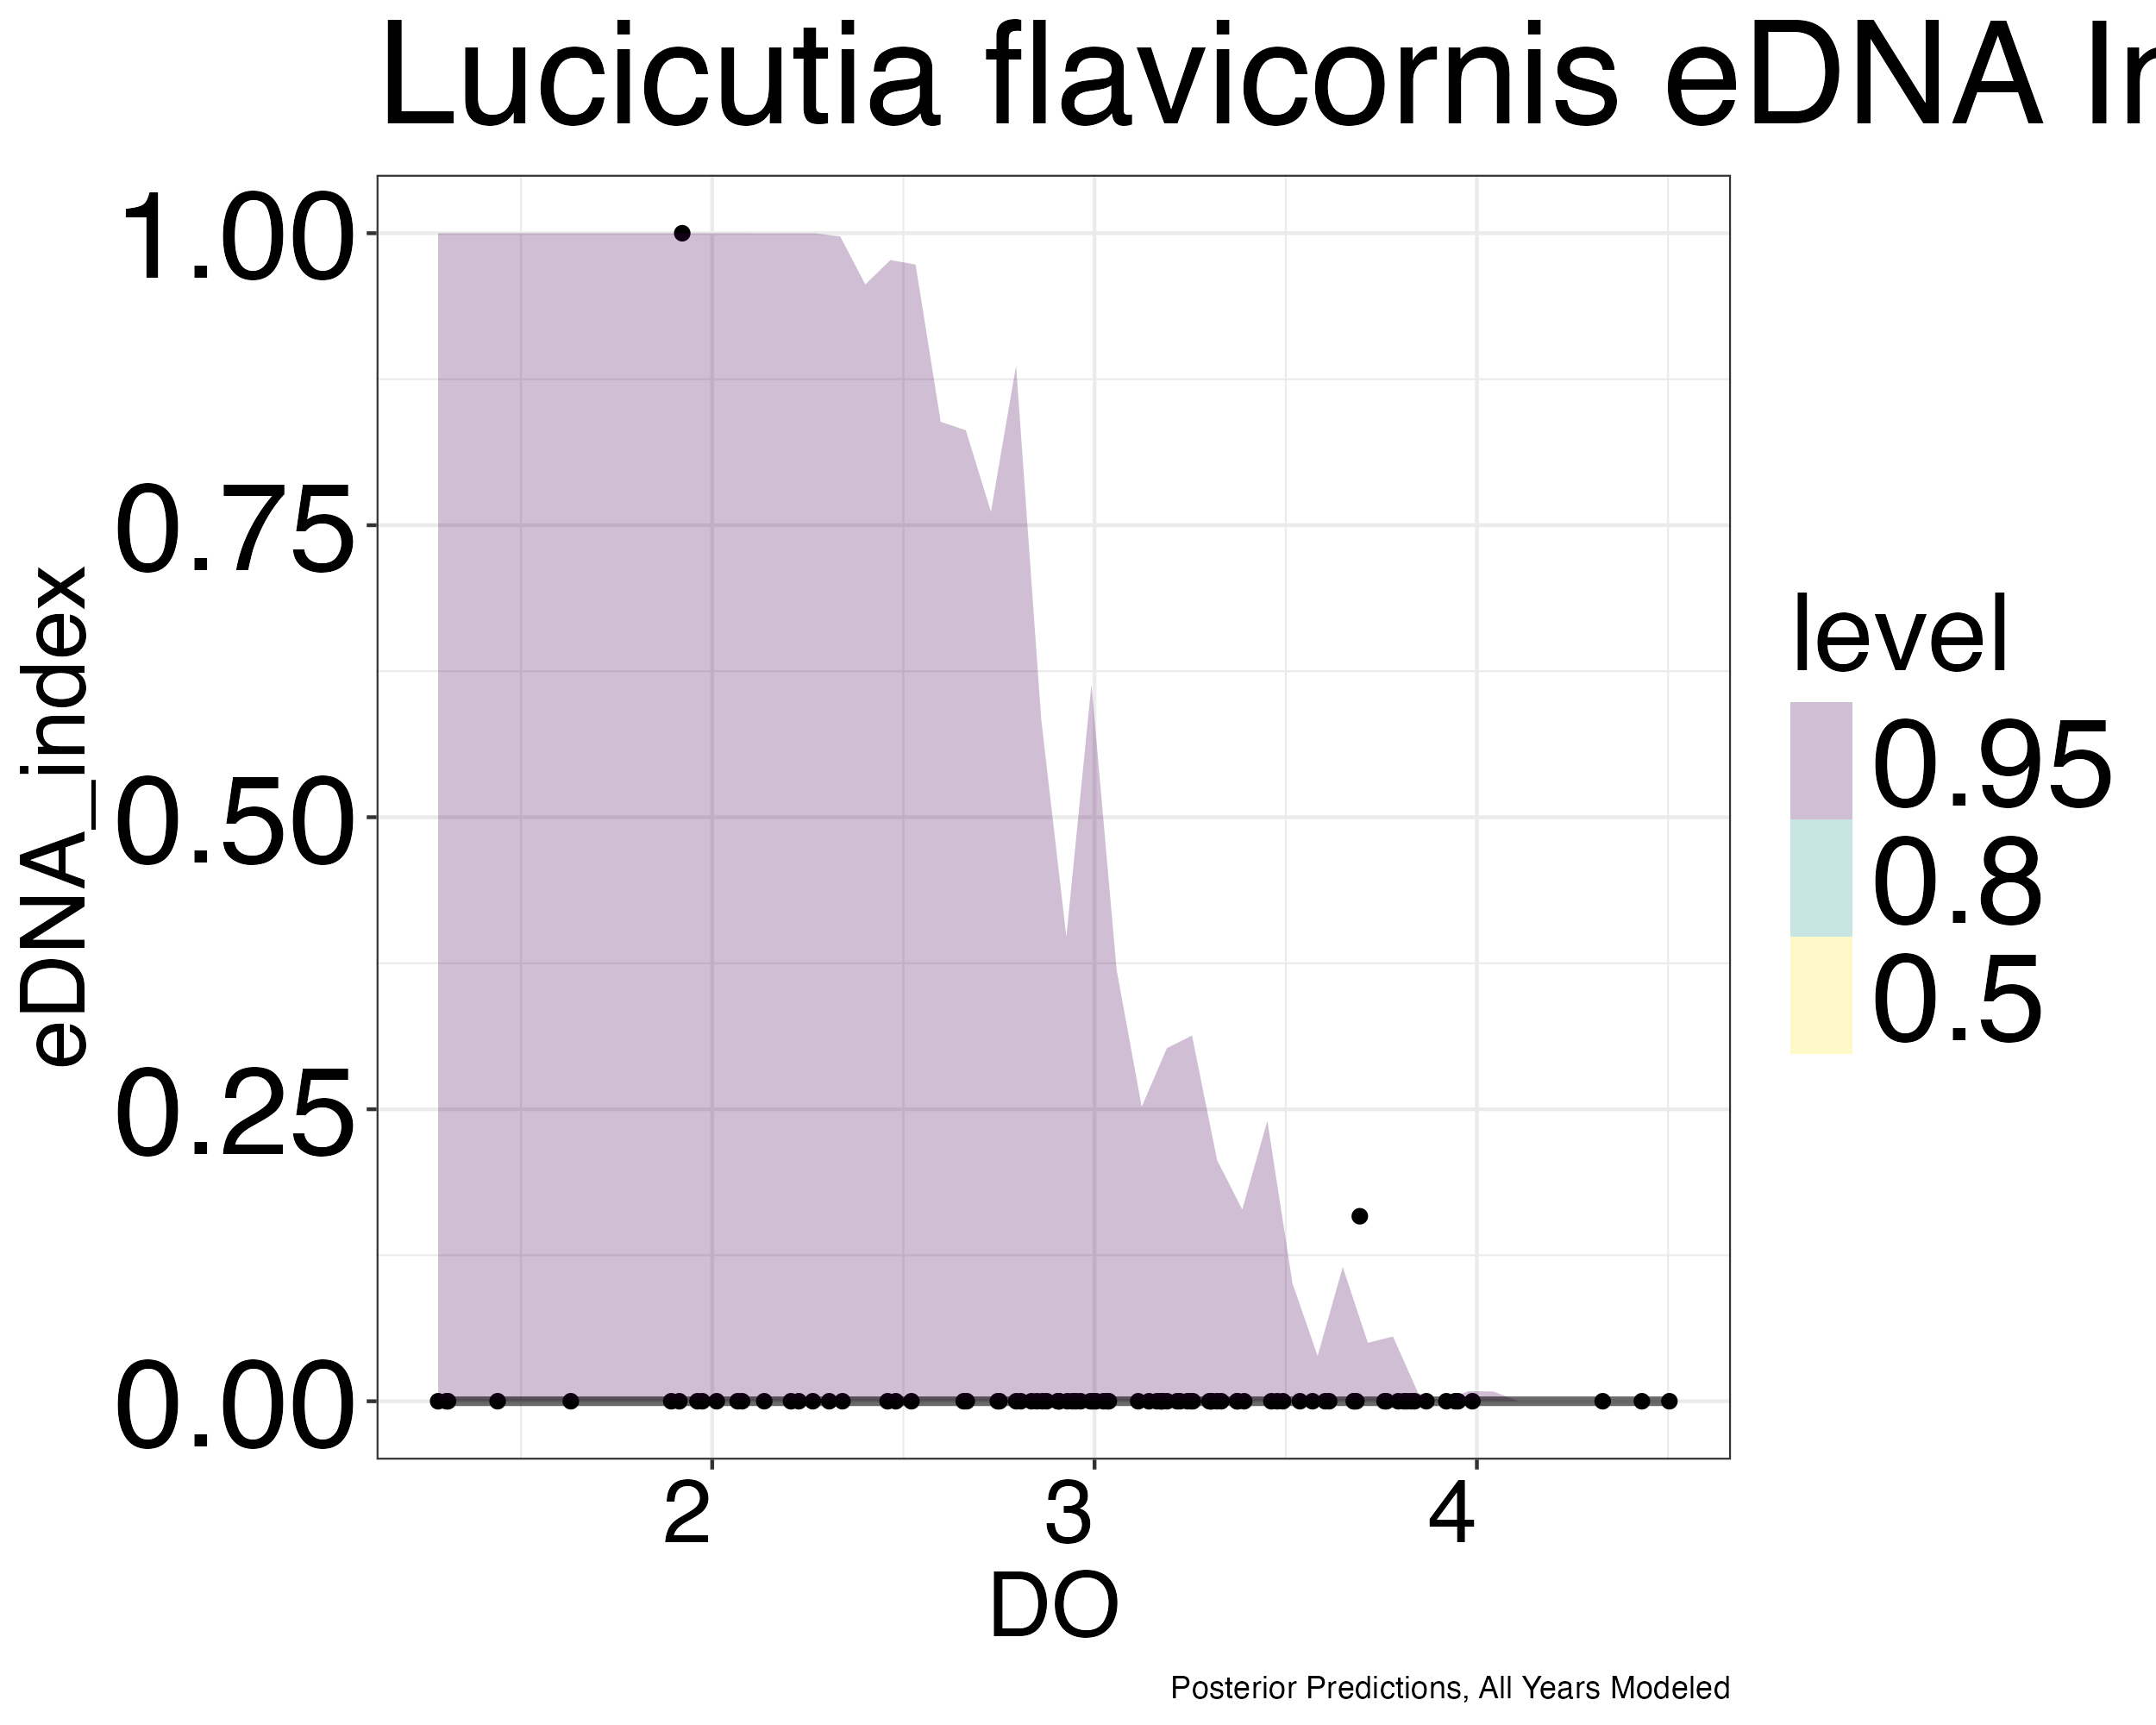 Lucicutia flavicornis eDNA
1.00
0.75
0.50
0.25
0.00
eDNA_index
2 3 4
DO
level
0.95
0.8
0.5
Posterior Predictions, All Years Modeled